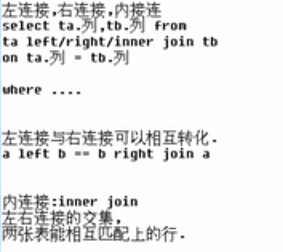 左连接,右连接,内接连
select ta.列,tb.列 from
ta left/right/inner join tb
on ta.列 = tb.列
where ....
左连接与右连接可以相互转化.
a left b == b right join a
内连接:inner join
左右连接的交集,
两张表能相互匹配上的行.